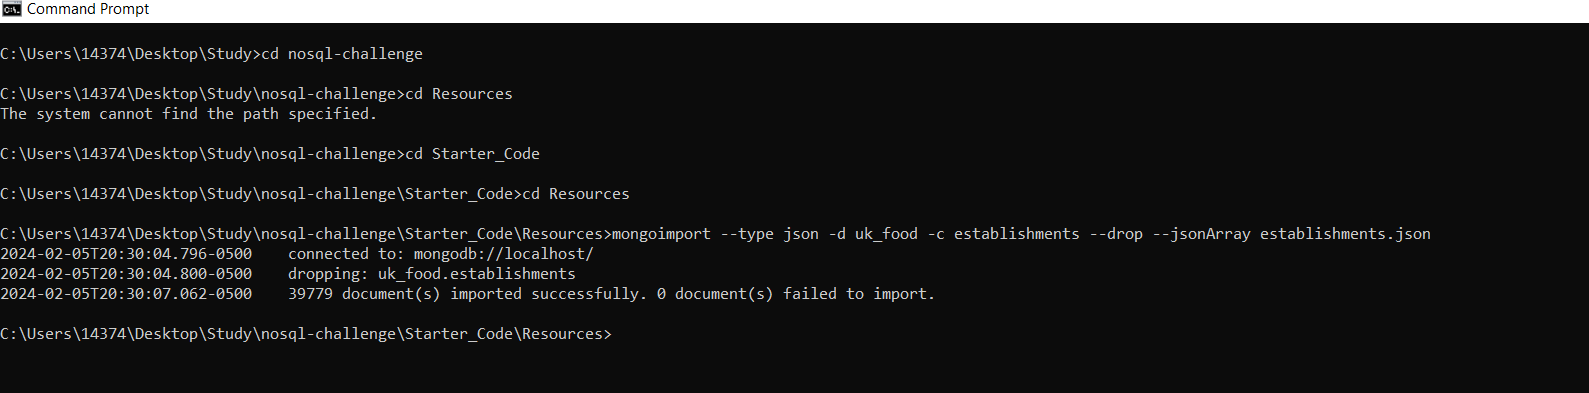 Command Prompt
C:\Users\14374\Desktop\Study>cd nosql-challenge
C:\Users\14374\Desktop\Study\nosql-challenge>cd Resources
The system cannot find the path specified.
C:\Users\14374\Desktop\Study\nosql-challenge>cd Starter_Code
C:\Users\14374\Desktop\Study\nosql-challenge\Starter_Code>cd Resources
C:\Users\14374\Desktop\Study\nosql-challenge\Starter_Code\Resources>mongoimport --type json -d uk_food -c establishments --drop --jsonArray establishments.json
2024-02-05T20:30:04.796-0500    connected to: mongodb://localhost/
2024-02-05T20:30:04.800-0500    dropping: uk_food.establishments
2024-02-05T20:30:07.062-0500    39779 document(s) imported successfully. 0 document(s) failed to import.
C:\Users\14374\Desktop\Study\nosql-challenge\Starter_Code\Resources>